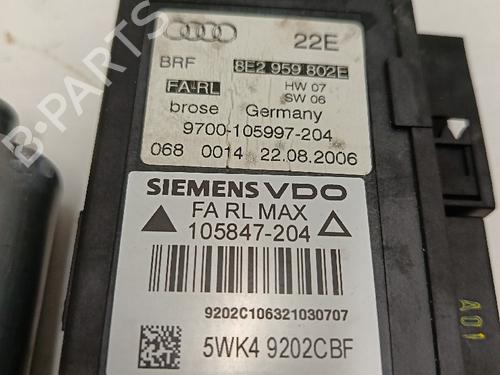 22E
BRF 8E2 959 802E
FA-RL HW 07
SW 06
brose Germany
9700-105997-204
068 0014 22.08.2006
SIEMENS VDO
FA RL MAX
105847-204
9202C106321030707
5WK4 9202CBF
A01
B-Parts